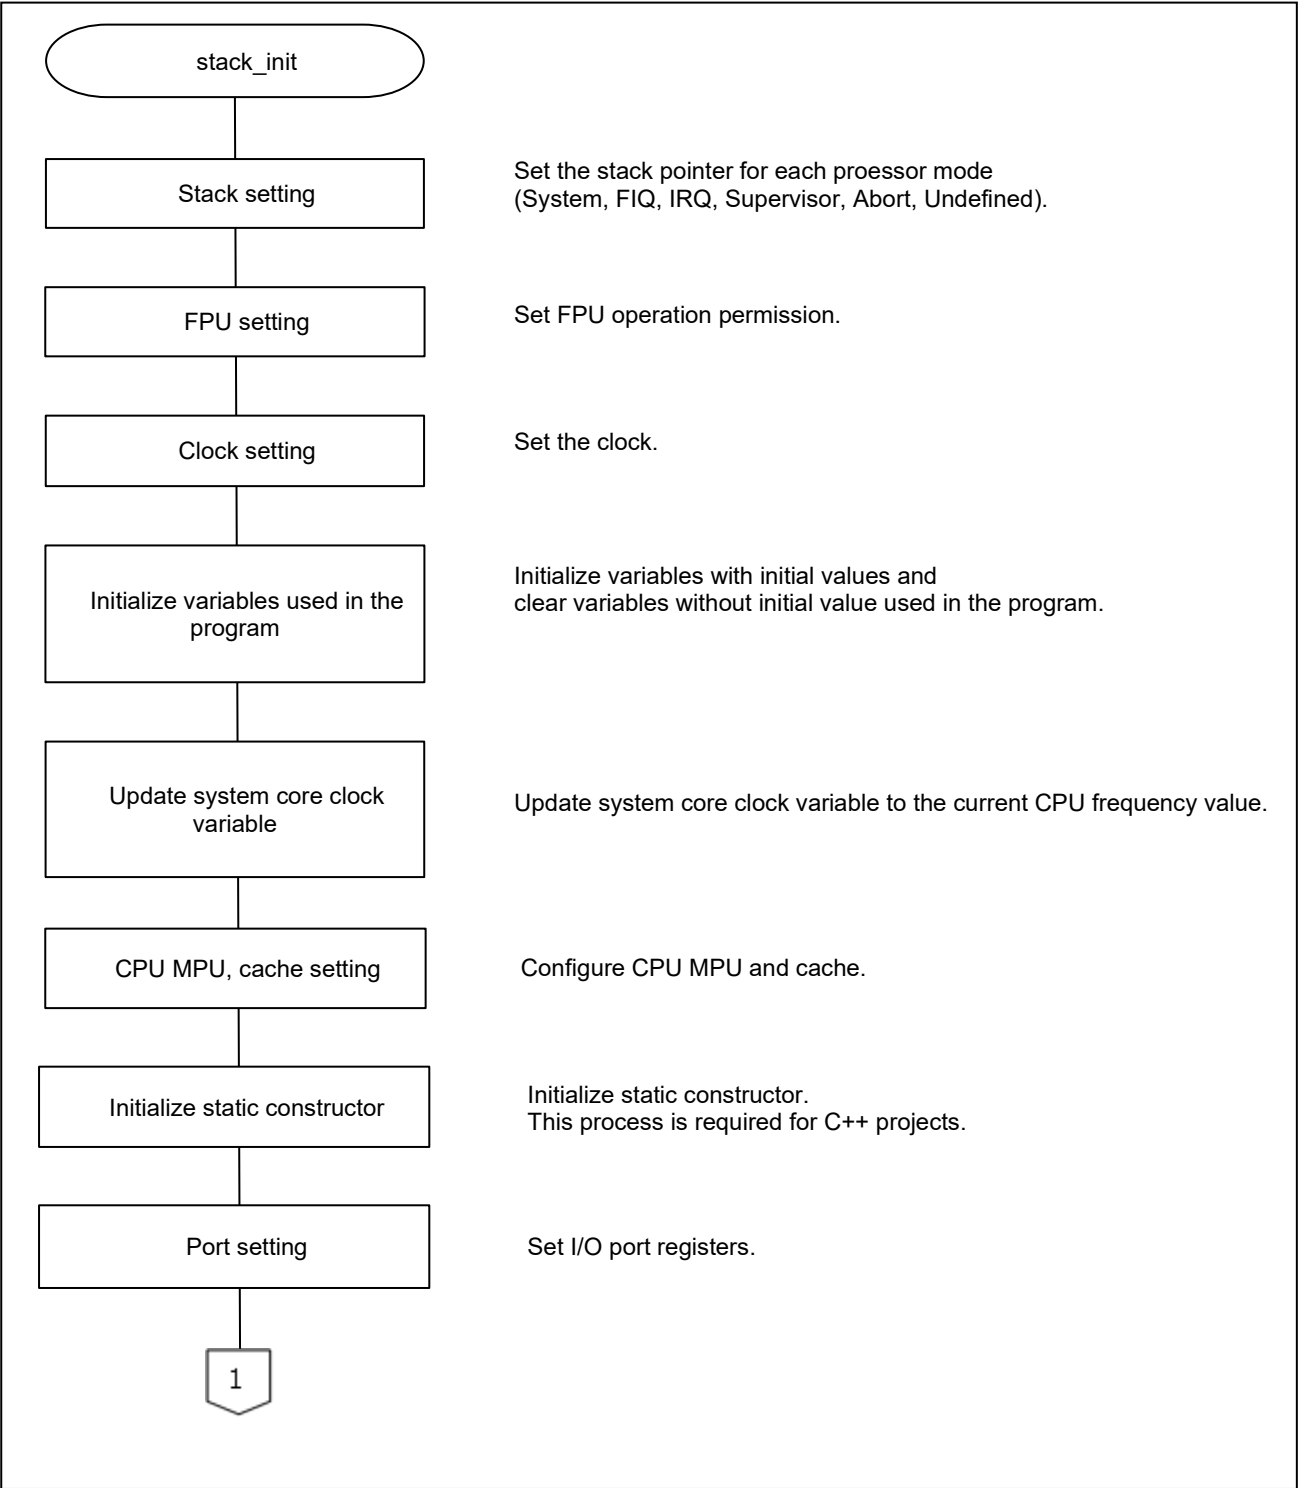 stack_init
Stack setting
Set the stack pointer for each proessor mode
(System, FIQ, IRQ, Supervisor, Abort, Undefined).
FPU setting
Set FPU operation permission.
Clock setting
Set the clock.
Initialize variables used in the
program
Initialize variables with initial values and
clear variables without initial value used in the program.
Update system core clock
variable
Update system core clock variable to the current CPU frequency value.
CPU MPU, cache setting
Configure CPU MPU and cache.
Initialize static constructor
Initialize static constructor.
This process is required for C++ projects.
Port setting
Set I/O port registers.
1